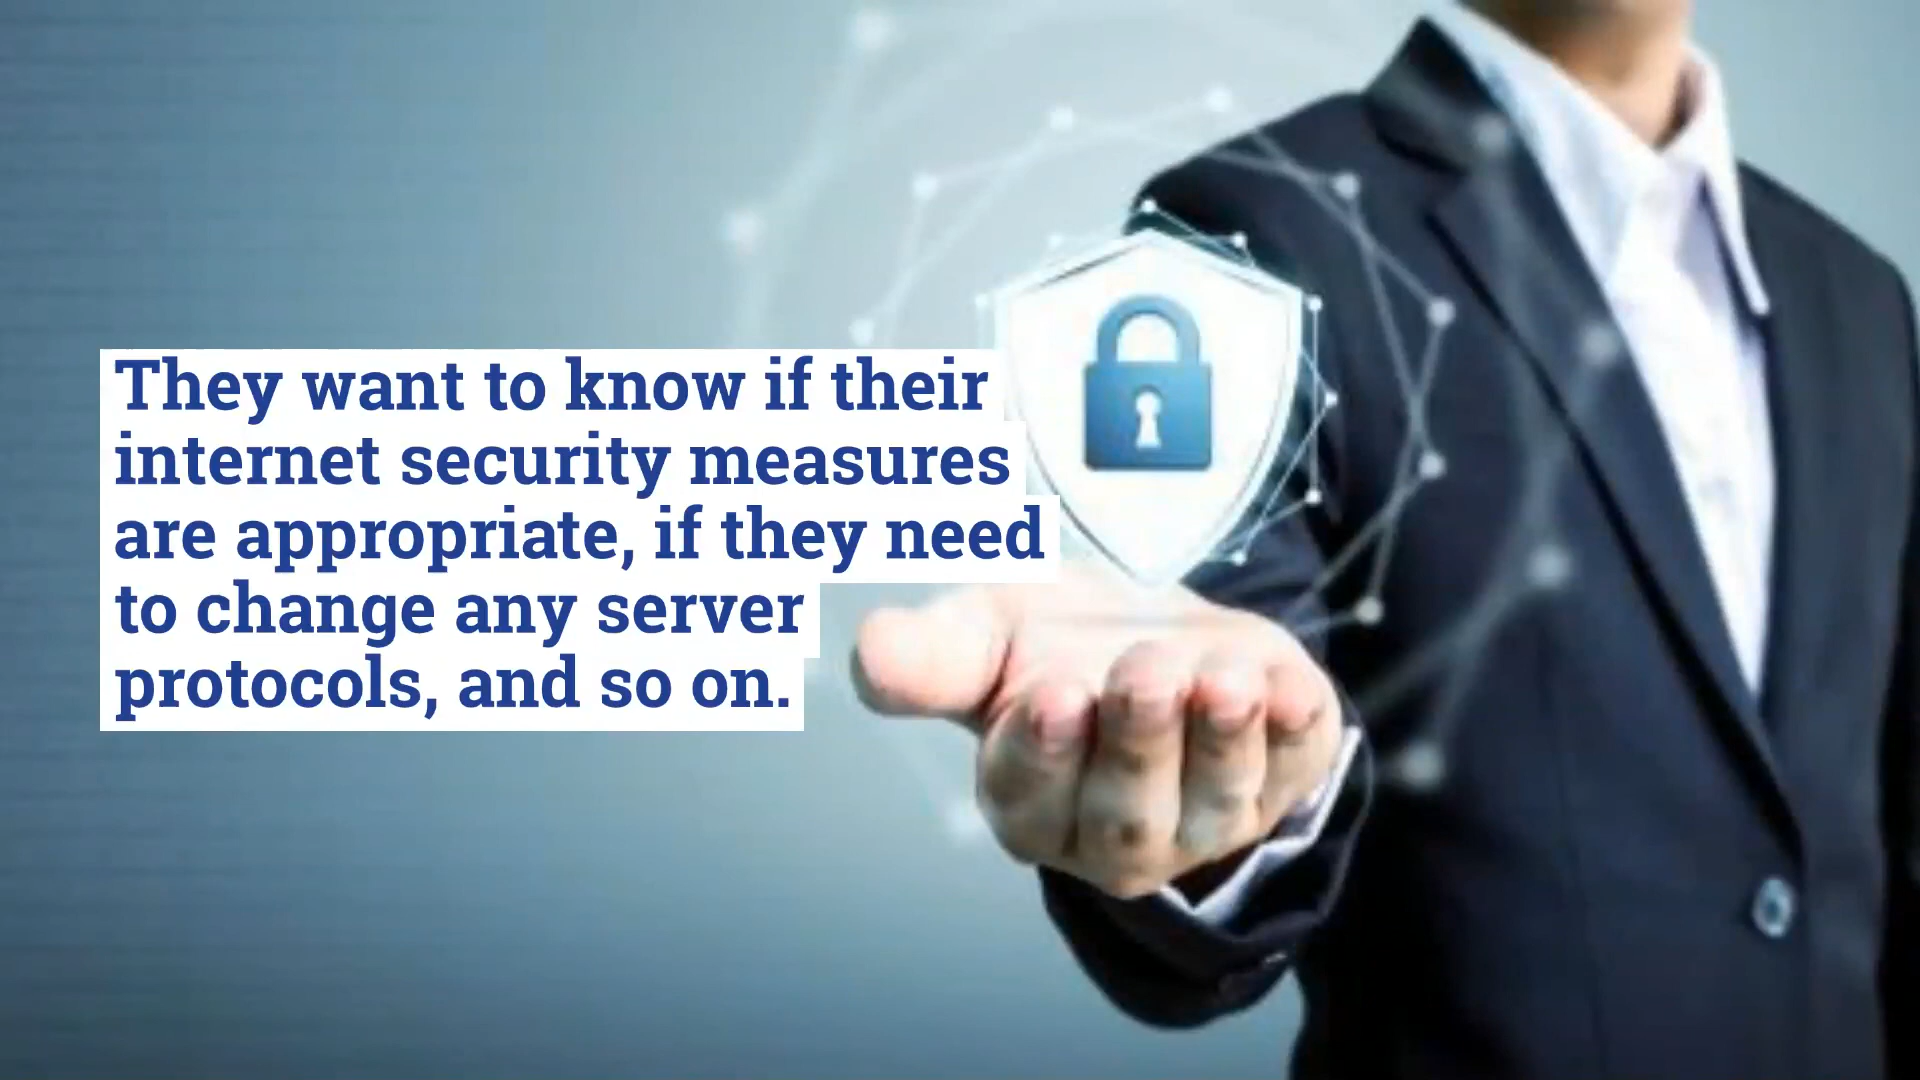 They want to know if their
internet security measures
are appropriate, if they need
to change any server
protocols, and so on.